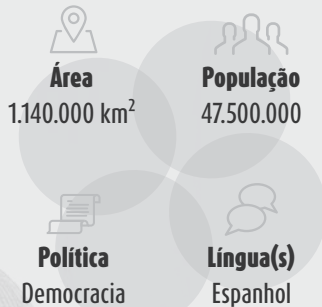 Área
1.140.000 km²
População
47.500.000
Política
Democracia
Língua(s)
Espanhol